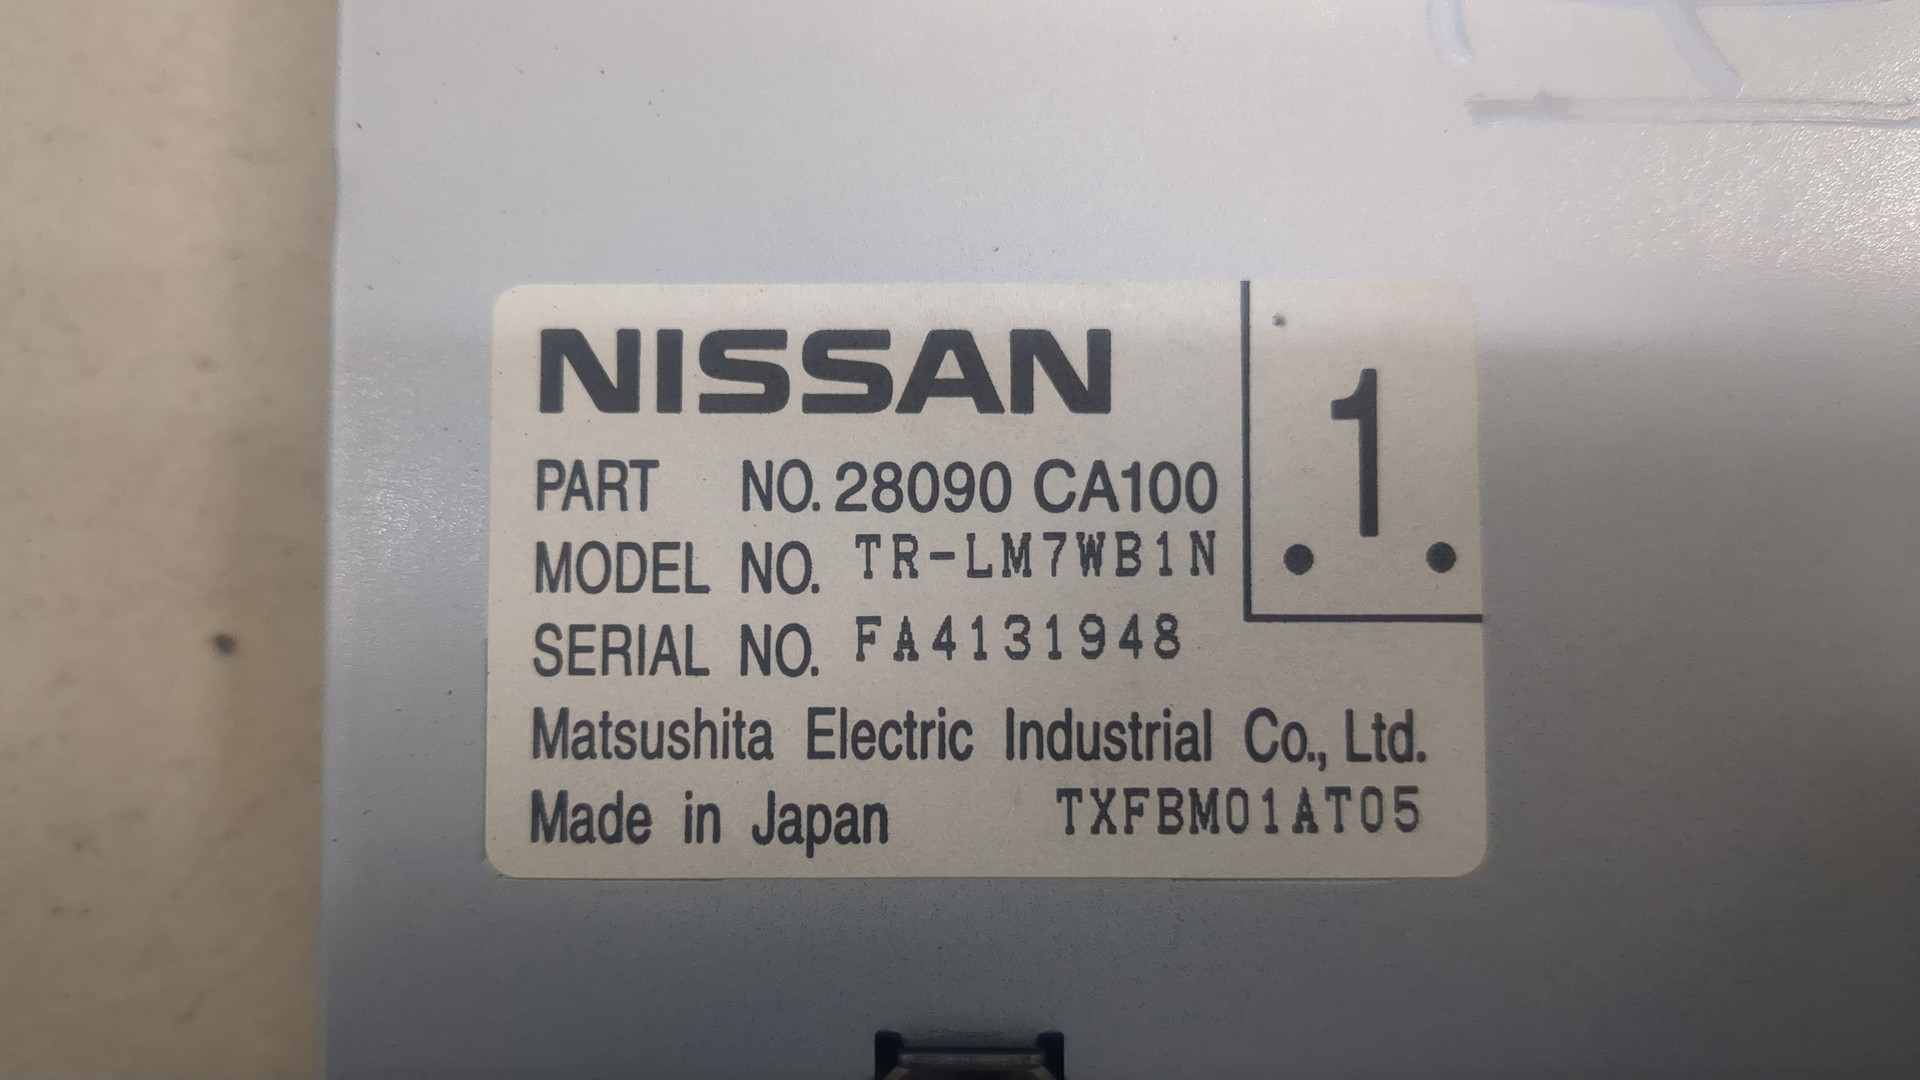 NISSAN
1
PART NO. 28090 CA100
MODEL NO. TR-LM7WB1N
SERIAL NO. FA4131948
Matsushita Electric Industrial Co., Ltd.
Made in Japan TXFBM01AT05